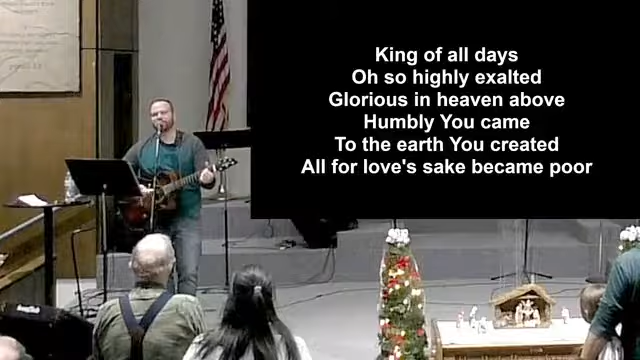 King of all days
Oh so highly exalted
Glorious in heaven above
Humbly You came
To the earth You created
All for love's sake became poor